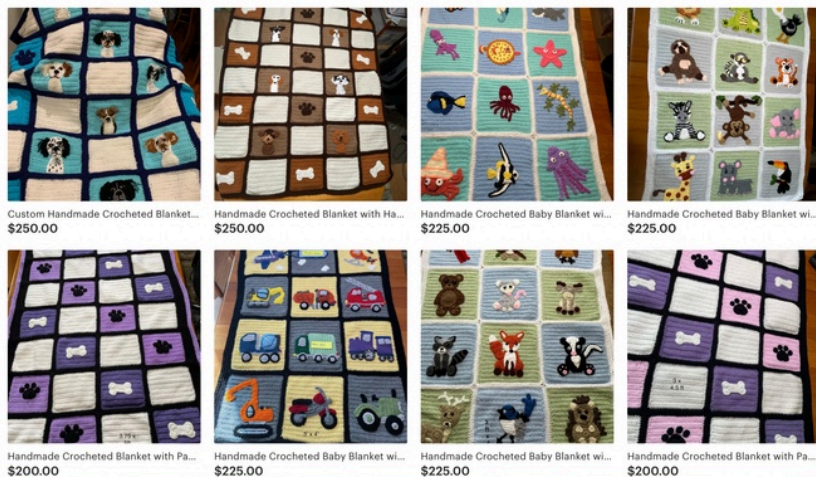 Custom Handmade Crocheted Blanket...
$250.00
Handmade Crocheted Blanket with Ha...
$250.00
Handmade Crocheted Baby Blanket wi...
$225.00
Handmade Crocheted Baby Blanket wi...
$225.00
Handmade Crocheted Blanket with Pa...
$200.00
Handmade Crocheted Baby Blanket wi...
$225.00
Handmade Crocheted Baby Blanket wi...
$225.00
Handmade Crocheted Blanket with Pa...
$200.00